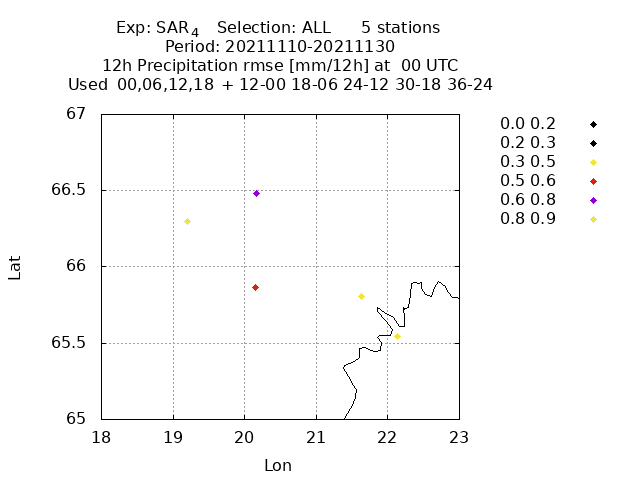 Exp: SAR4 Selection: ALL 5 stations
Period: 20211110-20211130
12h Precipitation rmse [mm/12h] at 00 UTC
Used 00,06,12,18 + 12-00 18-06 24-12 30-18 36-24
67
66.5
66
65.5
65
Lat
18 19 20 21 22 23
Lon
0.0 0.2
0.2 0.3
0.3 0.5
0.5 0.6
0.6 0.8
0.8 0.9